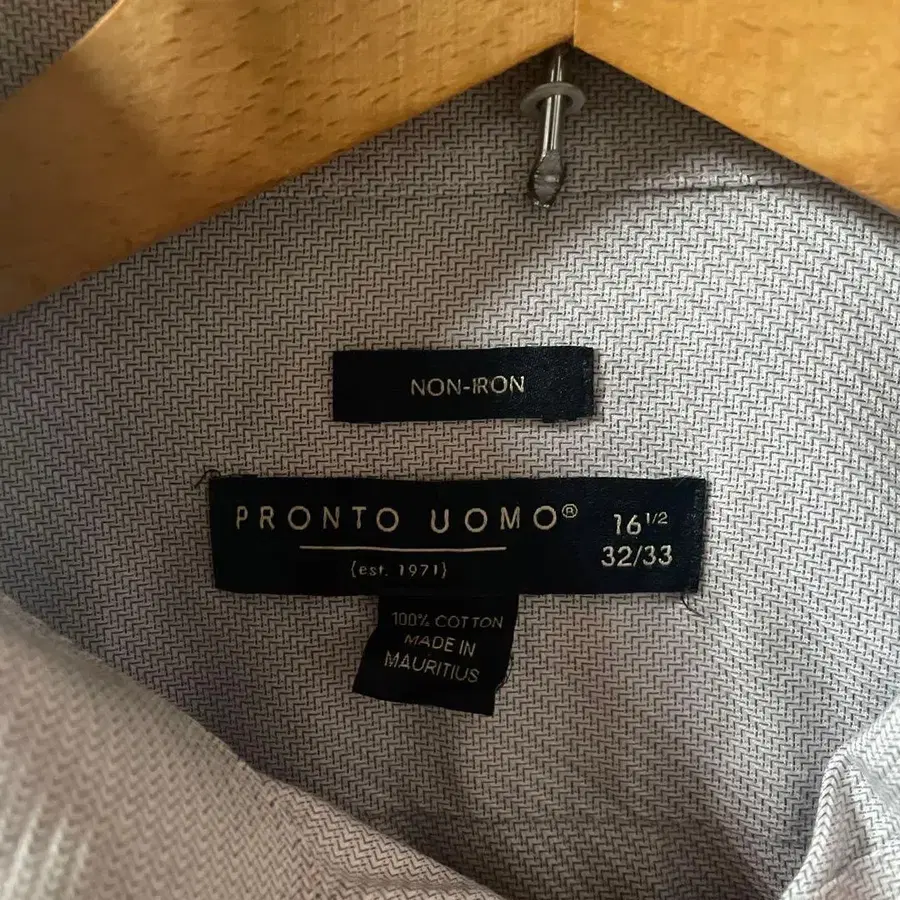 NON-IRON
PRONTO UOMO® 16 1/2
{est. 1971} 32/33
100% COTTON
MADE IN
MAURITIUS